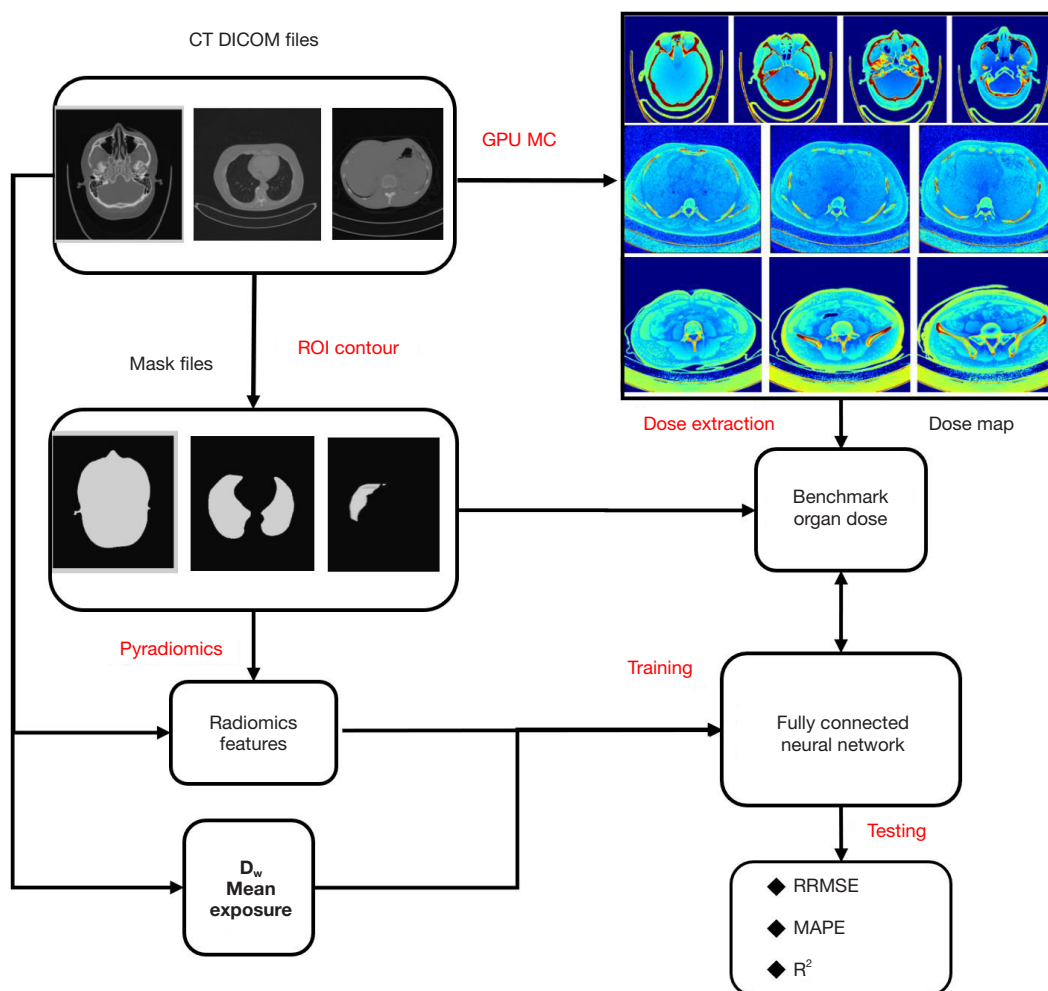 CT DICOM files
GPU MC
Mask files
ROI contour
Dose extraction
Dose map
Benchmark
organ dose
Pyradiomics
Training
Radiomics
features
Fully connected
neural network
Testing
D_w
Mean
exposure
◆ RRMSE
◆ MAPE
◆ R²